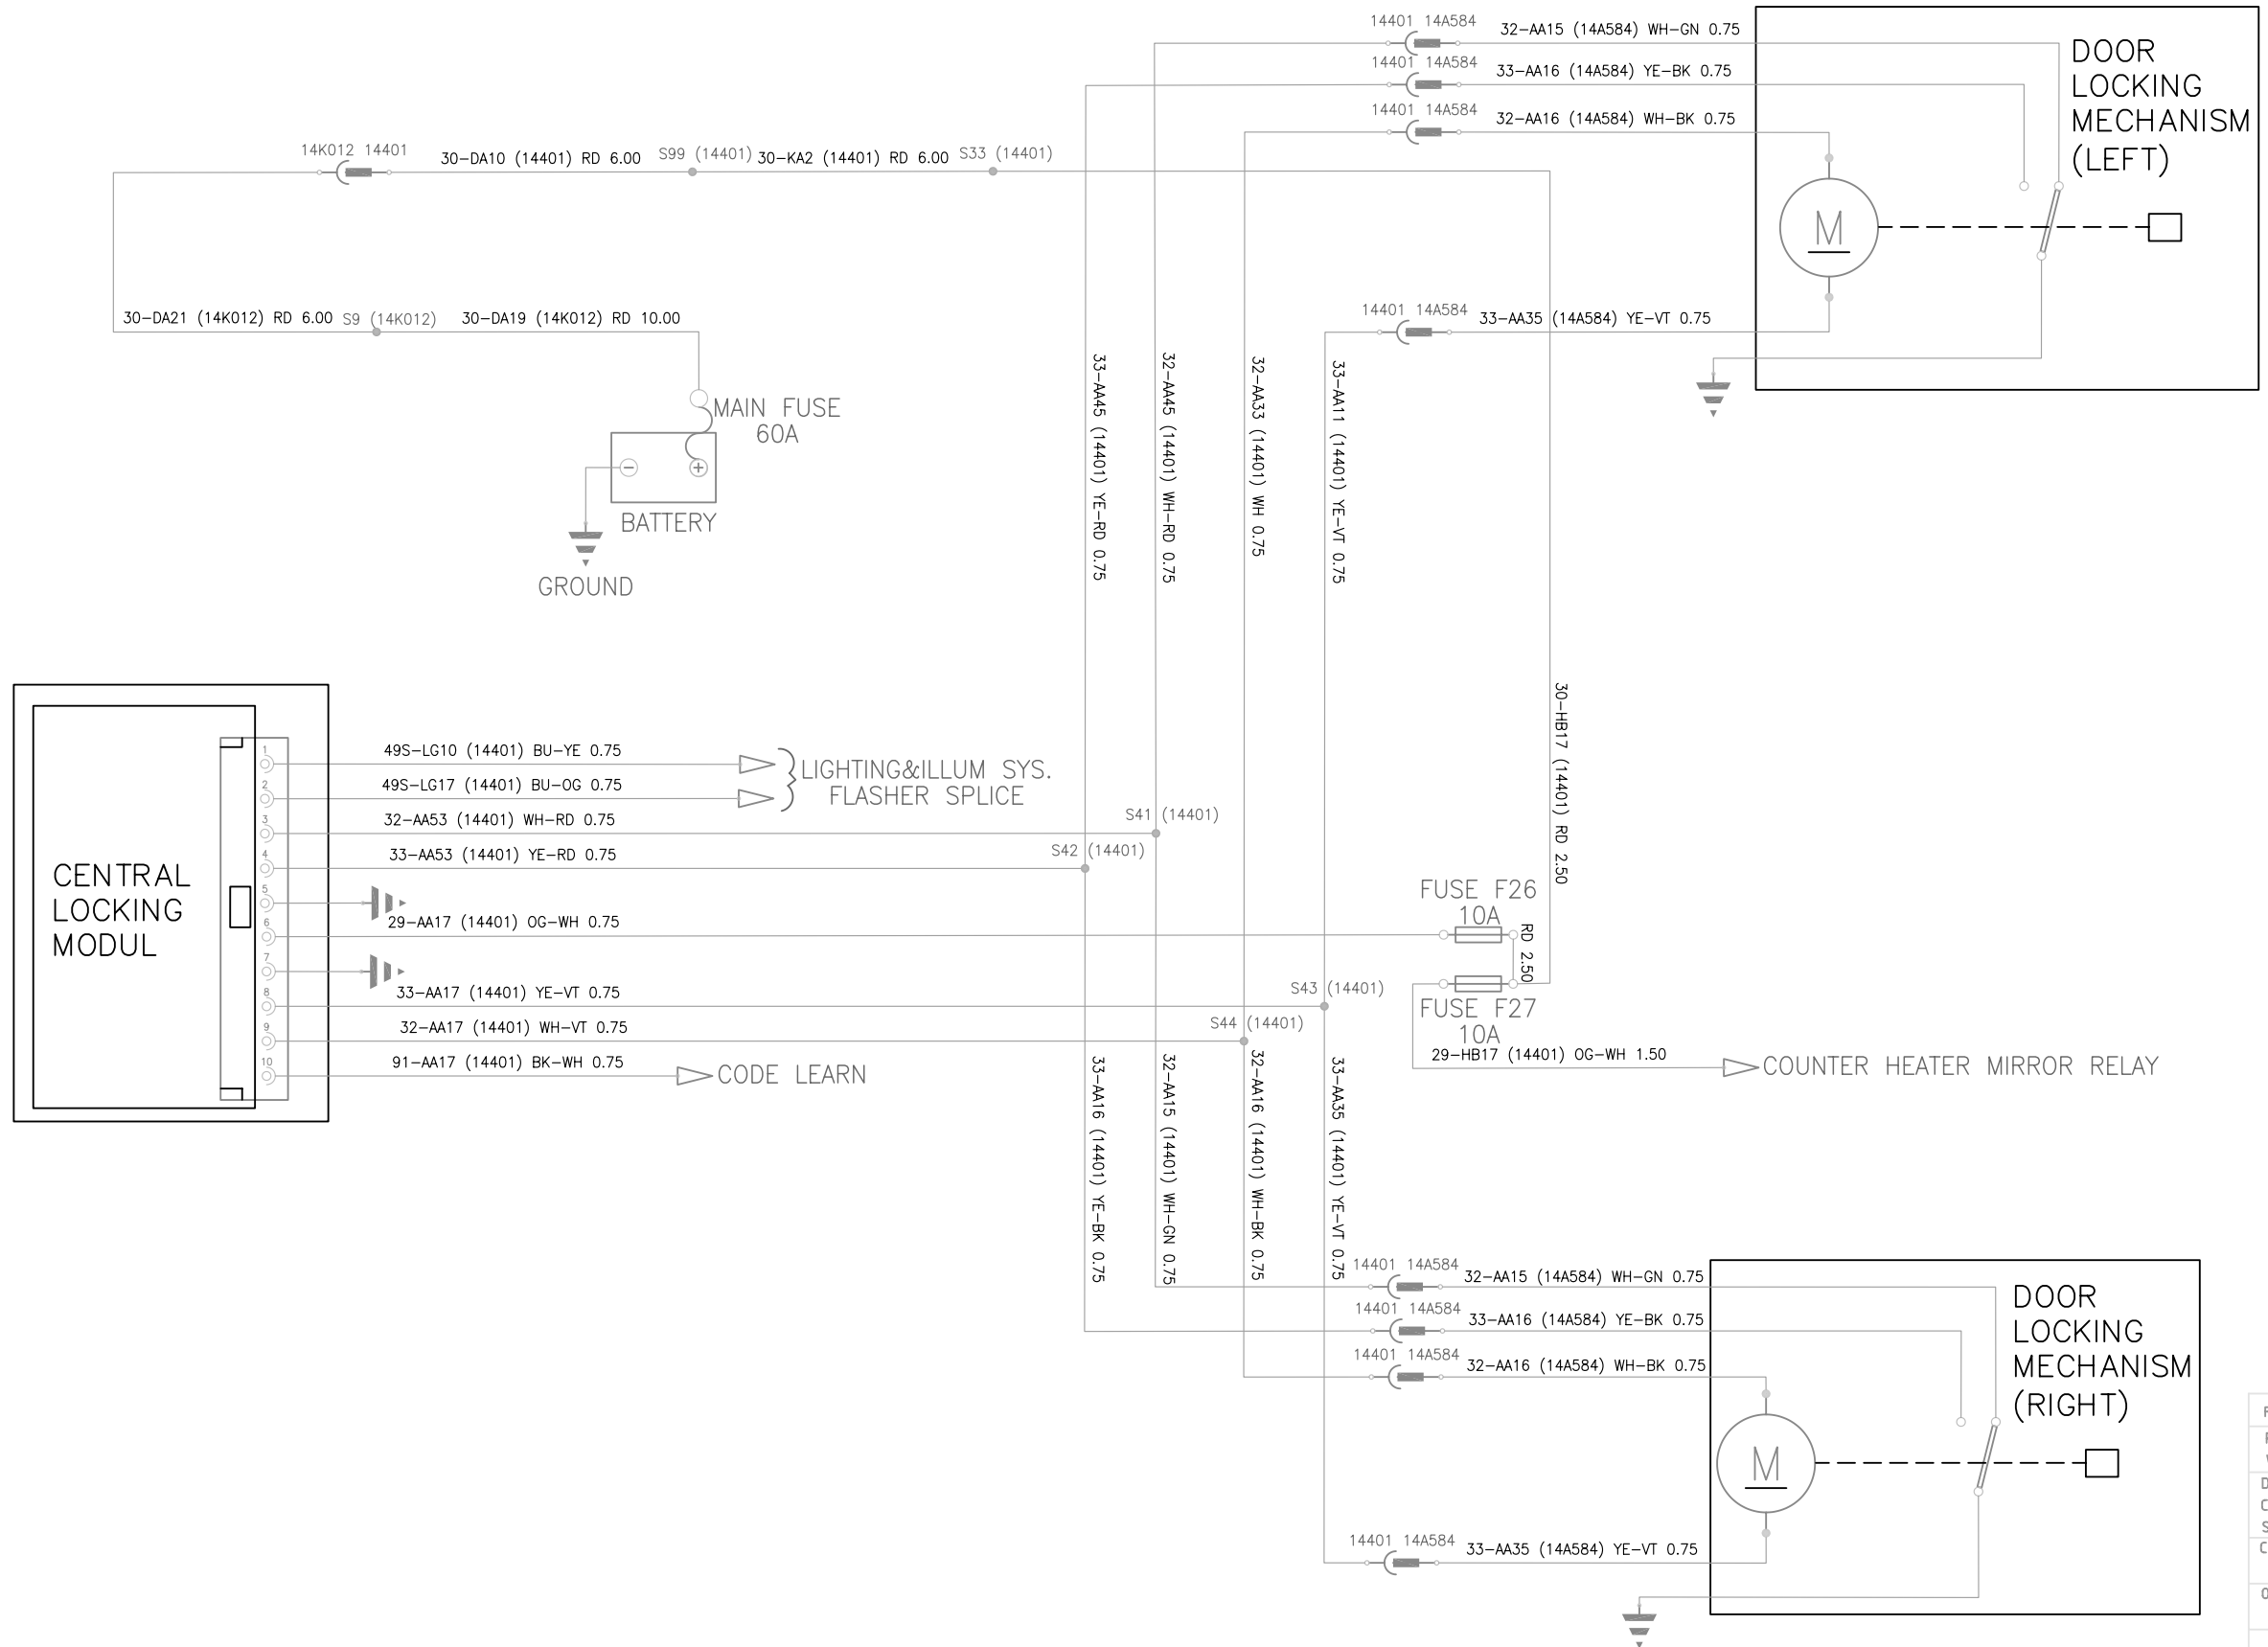 14401 14A584
32-AA15 (14A584) WH-GN 0.75
14401 14A584
33-AA16 (14A584) YE-BK 0.75
14401 14A584
32-AA16 (14A584) WH-BK 0.75
DOOR
LOCKING
MECHANISM
(LEFT)
M
14K012 14401
30-DA10 (14401) RD 6.00
S99 (14401)
30-KA2 (14401) RD 6.00
S33 (14401)
30-DA21 (14K012) RD 6.00
S9 (14K012)
30-DA19 (14K012) RD 10.00
14401 14A584
33-AA35 (14A584) YE-VT 0.75
MAIN FUSE
60A
BATTERY
GROUND
33-AA45 (14401) YE-RD 0.75
32-AA45 (14401) WH-RD 0.75
32-AA33 (14401) WH 0.75
33-AA11 (14401) YE-VT 0.75
30-HB17 (14401) RD 2.50
CENTRAL
LOCKING
MODUL
1
49S-LG10 (14401) BU-YE 0.75
2
49S-LG17 (14401) BU-OG 0.75
LIGHTING&ILLUM SYS.
FLASHER SPLICE
3
32-AA53 (14401) WH-RD 0.75
S41 (14401)
4
33-AA53 (14401) YE-RD 0.75
S42 (14401)
5
6
29-AA17 (14401) OG-WH 0.75
FUSE F26
10A
RD 2.50
7
8
33-AA17 (14401) YE-VT 0.75
S43 (14401)
FUSE F27
10A
9
32-AA17 (14401) WH-VT 0.75
S44 (14401)
10
91-AA17 (14401) BK-WH 0.75
CODE LEARN
29-HB17 (14401) OG-WH 1.50
COUNTER HEATER MIRROR RELAY
33-AA16 (14401) YE-BK 0.75
32-AA15 (14401) WH-GN 0.75
32-AA16 (14401) WH-BK 0.75
33-AA35 (14401) YE-VT 0.75
14401 14A584
32-AA15 (14A584) WH-GN 0.75
14401 14A584
33-AA16 (14A584) YE-BK 0.75
14401 14A584
32-AA16 (14A584) WH-BK 0.75
DOOR
LOCKING
MECHANISM
(RIGHT)
M
14401 14A584
33-AA35 (14A584) YE-VT 0.75